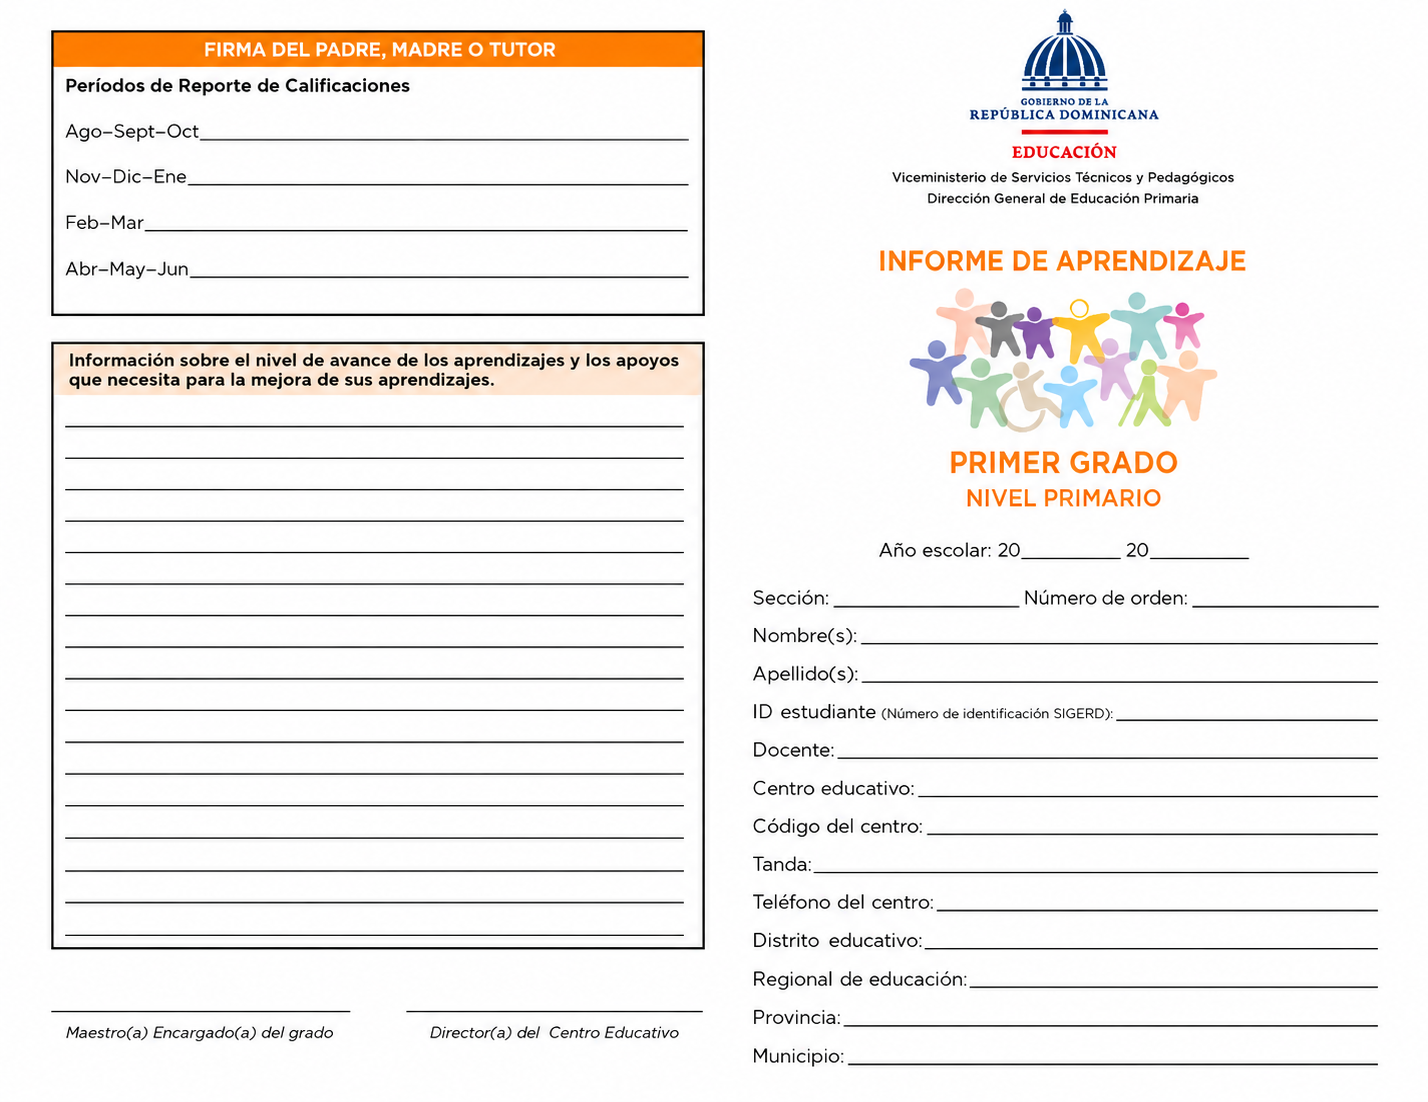 FIRMA DEL PADRE, MADRE O TUTOR
Períodos de Reporte de Calificaciones
Ago–Sept–Oct
Nov–Dic–Ene
Feb–Mar
Abr–May–Jun
Información sobre el nivel de avance de los aprendizajes y los apoyos
que necesita para la mejora de sus aprendizajes.
Maestro(a) Encargado(a) del grado
Director(a) del Centro Educativo
GOBIERNO DE LA
REPÚBLICA DOMINICANA
EDUCACIÓN
Viceministerio de Servicios Técnicos y Pedagógicos
Dirección General de Educación Primaria
INFORME DE APRENDIZAJE
PRIMER GRADO
NIVEL PRIMARIO
Año escolar: 20__________ 20__________
Sección: Número de orden:
Nombre(s):
Apellido(s):
ID estudiante (Número de identificación SIGERD):
Docente:
Centro educativo:
Código del centro:
Tanda:
Teléfono del centro:
Distrito educativo:
Regional de educación:
Provincia:
Municipio: